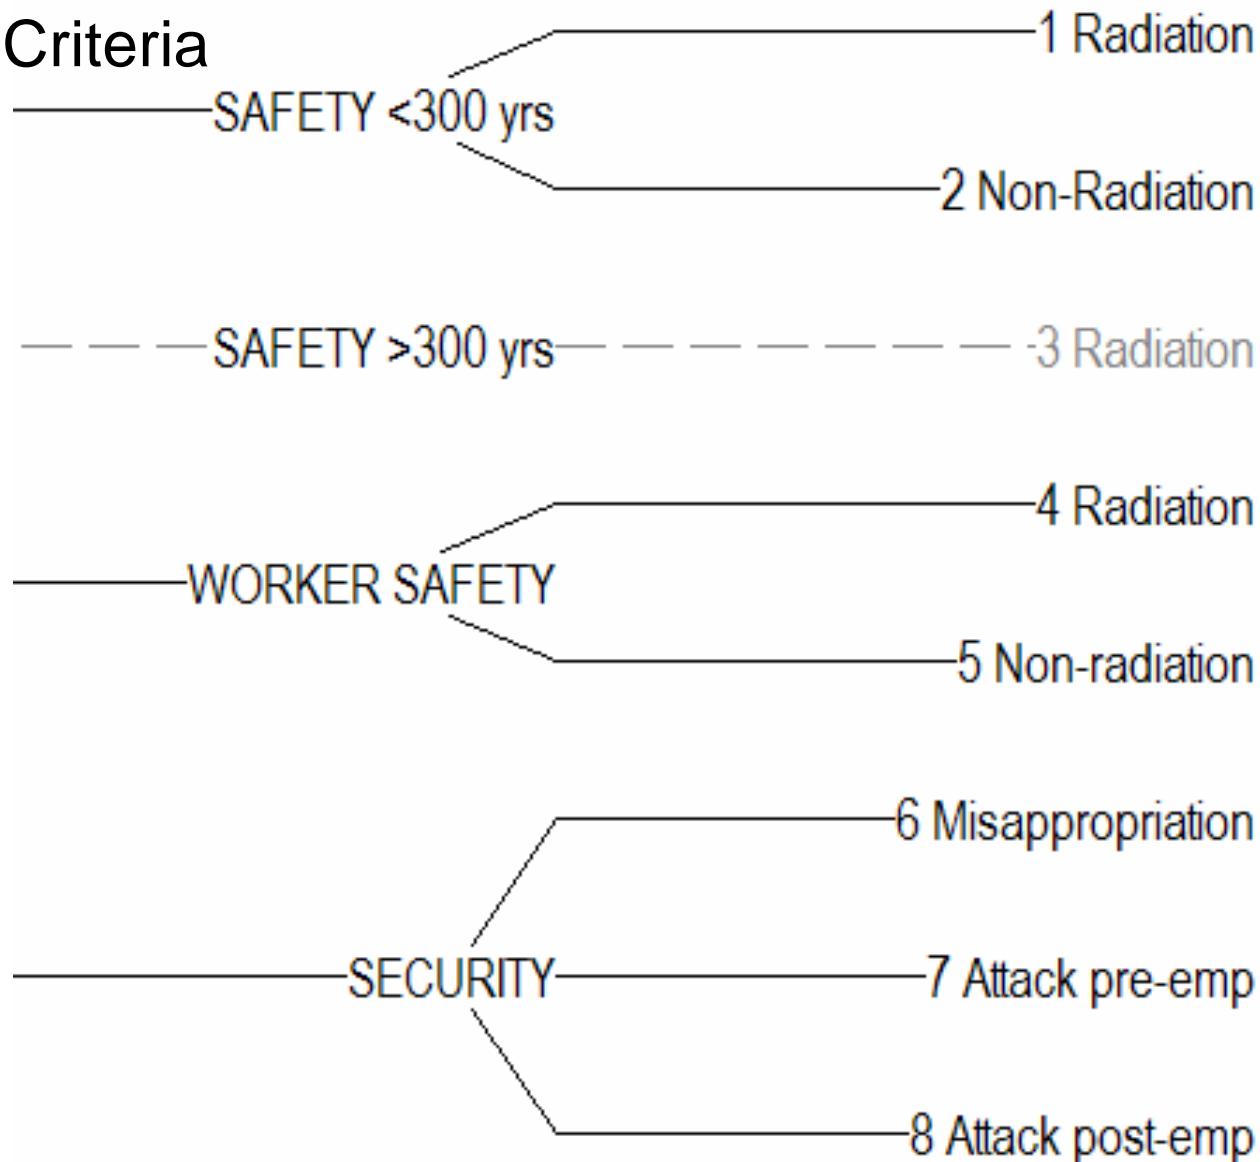 Criteria
1 Radiation
SAFETY <300 yrs
2 Non-Radiation
SAFETY >300 yrs
3 Radiation
4 Radiation
WORKER SAFETY
5 Non-radiation
6 Misappropriation
SECURITY
7 Attack pre-emp
8 Attack post-emp